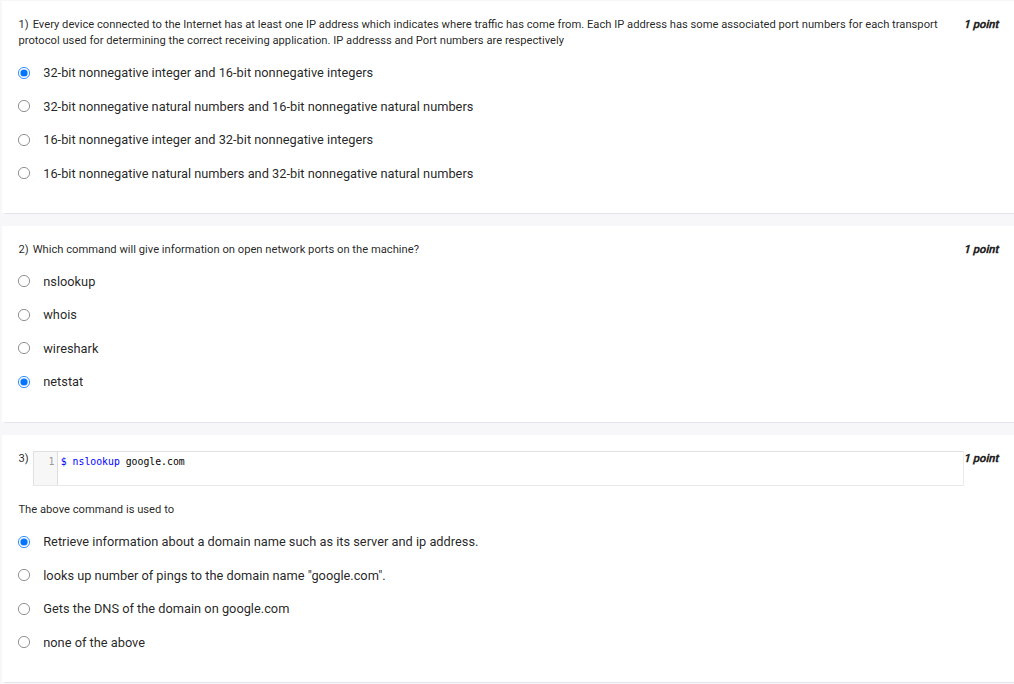 1) Every device connected to the Internet has at least one IP address which indicates where traffic has come from. Each IP address has some associated port numbers for each transport
1 point
protocol used for determining the correct receiving application. IP addresss and Port numbers are respectively
32-bit nonnegative integer and 16-bit nonnegative integers
32-bit nonnegative natural numbers and 16-bit nonnegative natural numbers
16-bit nonnegative integer and 32-bit nonnegative integers
16-bit nonnegative natural numbers and 32-bit nonnegative natural numbers
2) Which command will give information on open network ports on the machine?
1 point
nslookup
whois
wireshark
netstat
3)
1 $ nslookup google.com
1 point
The above command is used to
Retrieve information about a domain name such as its server and ip address.
looks up number of pings to the domain name "google.com".
Gets the DNS of the domain on google.com
none of the above